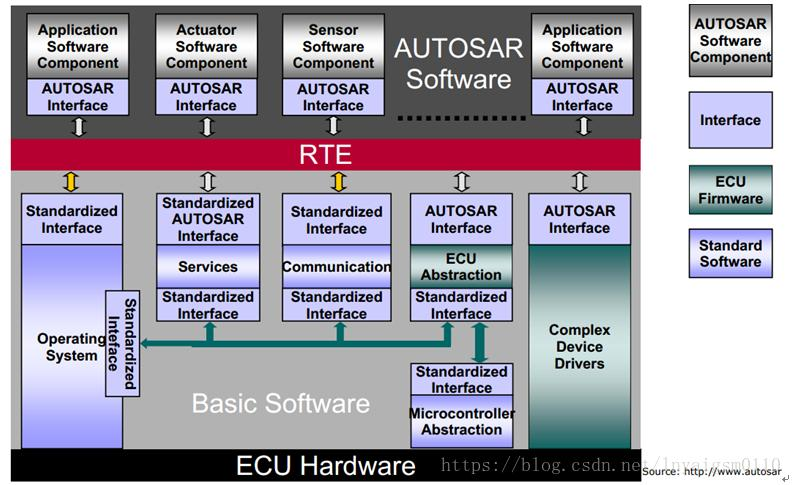 Application
Software
Component
AUTOSAR
Interface
Actuator
Software
Component
AUTOSAR
Interface
Sensor
Software
Component
AUTOSAR
Interface
AUTOSAR
Software
Application
Software
Component
AUTOSAR
Interface
RTE
Standardized
Interface
Operating
System
Standardized
Inteface
Standardized
AUTOSAR
Interface
Services
Standardized
Interface
Standardized
Interface
Communication
Standardized
Interface
AUTOSAR
Interface
ECU
Abstraction
Standardized
Interface
Standardized
Interface
Microcontroller
Abstraction
AUTOSAR
Interface
Complex
Device
Drivers
Basic Software
ECU Hardware
AUTOSAR
Software
Component
Interface
ECU
Firmware
Standard
Software
https://blog.csdn.net/lnyaigsm0110
Source: http://www.autosar